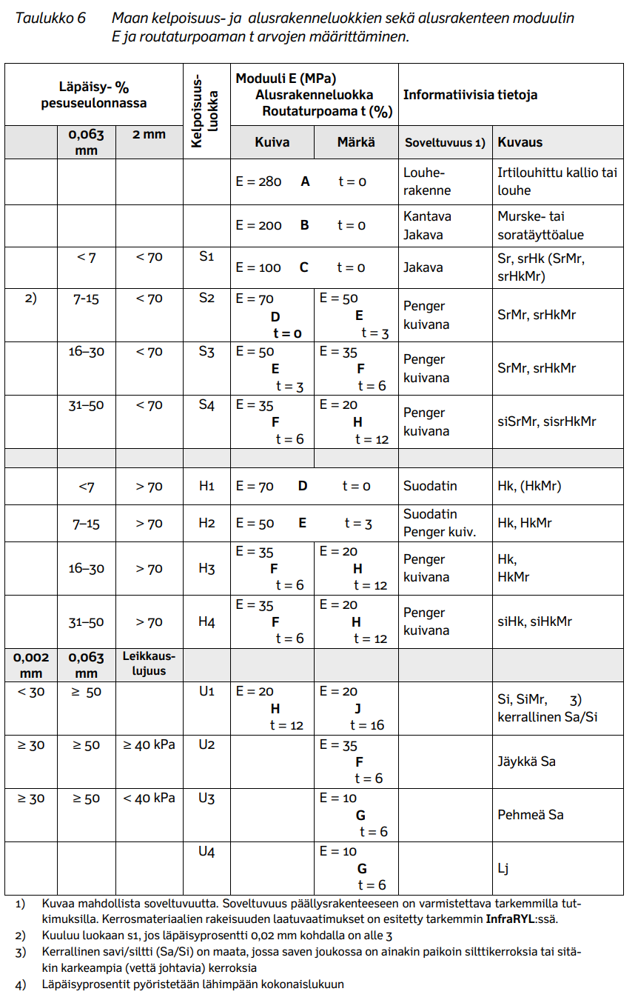 Taulukko 6 Maan kelpoisuus- ja alusrakenneluokkien sekä alusrakenteen moduulin
E ja routaturpoaman t arvojen määrittäminen.
Läpäisy- %
pesuseulonnassa
Kelpoisuus-
luokka
Moduuli E (MPa)
Alusrakenneluokka
Routaturpoama t (%)
Informatiivisia tietoja
0,063
mm
2 mm
Kuiva
Märkä
Soveltuvuus 1)
Kuvaus
E = 280 A t = 0
Louhe-
rakenne
Irtilouhittu kallio tai
louhe
E = 200 B t = 0
Kantava
Jakava
Murske- tai
soratäyttöalue
< 7 < 70 S1
E = 100 C t = 0
Jakava
Sr, srHk (SrMr,
srHkMr)
2) 7-15 < 70 S2
E = 70
D
t = 0
E = 50
E
t = 3
Penger
kuivana
SrMr, srHkMr
16–30 < 70 S3
E = 50
E
t = 3
E = 35
F
t = 6
Penger
kuivana
SrMr, srHkMr
31–50 < 70 S4
E = 35
F
t = 6
E = 20
H
t = 12
Penger
kuivana
siSrMr, sisrHkMr
<7 > 70 H1 E = 70 D t = 0 Suodatin Hk, (HkMr)
7–15 > 70 H2 E = 50 E t = 3
Suodatin
Penger kuiv.
Hk, HkMr
16–30 > 70 H3
E = 35
F
t = 6
E = 20
H
t = 12
Penger
kuivana
Hk,
HkMr
31–50 > 70 H4
E = 35
F
t = 6
E = 20
H
t = 12
Penger
kuivana
siHk, siHkMr
0,002
mm
0,063
mm
Leikkaus-
lujuus
< 30 ≥ 50 U1
E = 20
H
t = 12
E = 20
J
t = 16
Si, SiMr, 3)
kerrallinen Sa/Si
≥ 30 ≥ 50 ≥ 40 kPa U2
E = 35
F
t = 6
Jäykkä Sa
≥ 30 ≥ 50 < 40 kPa U3
E = 10
G
t = 6
Pehmeä Sa
U4
E = 10
G
t = 6
Lj
1) Kuvaa mahdollista soveltuvuutta. Soveltuvuus päällysrakenteeseen on varmistettava tarkemmilla tut-
kimuksilla. Kerrosmateriaalien rakeisuuden laatuvaatimukset on esitetty tarkemmin InfraRYL:ssä.
2) Kuuluu luokaan s1, jos läpäisyprosentti 0,02 mm kohdalla on alle 3
3) Kerrallinen savi/siltti (Sa/Si) on maata, jossa saven joukossa on ainakin paikoin silttikerroksia tai sitä-
kin karkeampia (vettä johtavia) kerroksia
4) Läpäisyprosentit pyöristetään lähimpään kokonaislukuun